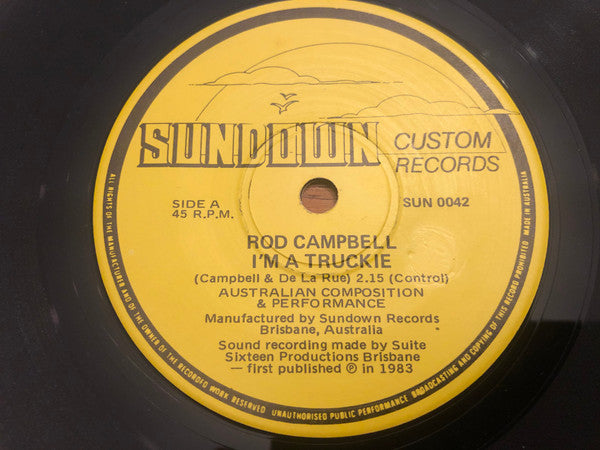 SUNDOWN
CUSTOM
RECORDS
SIDE A
45 R.P.M.
SUN 0042
ROD CAMPBELL
I'M A TRUCKIE
(Campbell & De La Rue) 2.15 (Control)
AUSTRALIAN COMPOSITION
& PERFORMANCE
Manufactured by Sundown Records
Brisbane, Australia
Sound recording made by Suite
Sixteen Productions Brisbane
— first published ℗ in 1983
ALL RIGHTS OF THE MANUFACTURER AND OF THE OWNER OF THE RECORDED WORK RESERVED UNAUTHORISED PUBLIC PERFORMANCE BROADCASTING AND COPYING OF THIS RECORD PROHIBITED MADE IN AUSTRALIA